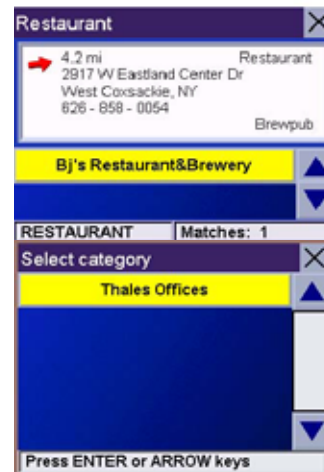 Restaurant
4.2 mi Restaurant
2917 W Eastland Center Dr
West Coxsackie, NY
626 - 858 - 0054
Brewpub
Bj's Restaurant&Brewery
RESTAURANT Matches: 1
Select category
Thales Offices
Press ENTER or ARROW keys